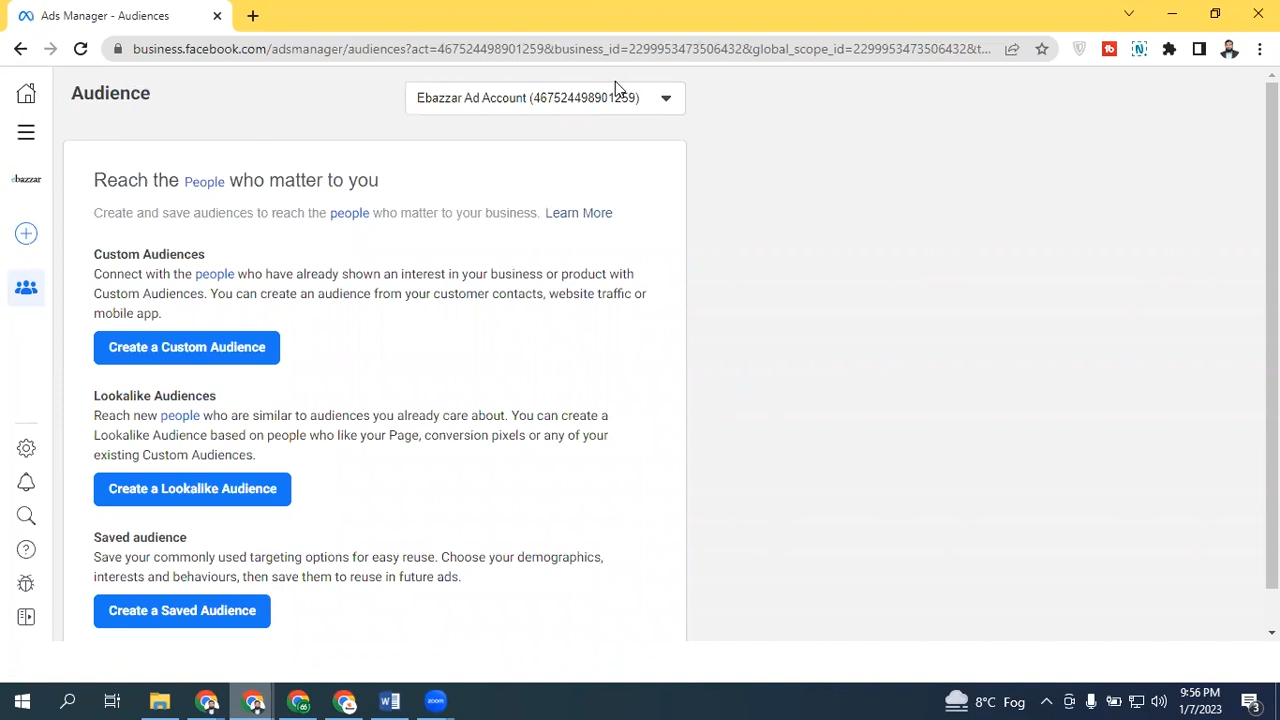 Ads Manager - Audiences
business.facebook.com/adsmanager/audiences?act=467524498901259&business_id=2299953473506432&global_scope_id=2299953473506432&t...
Audience
Ebazzar Ad Account (467524498901259)
ebazzar
Reach the People who matter to you
Create and save audiences to reach the people who matter to your business. Learn More
Custom Audiences
Connect with the people who have already shown an interest in your business or product with
Custom Audiences. You can create an audience from your customer contacts, website traffic or
mobile app.
Create a Custom Audience
Lookalike Audiences
Reach new people who are similar to audiences you already care about. You can create a
Lookalike Audience based on people who like your Page, conversion pixels or any of your
existing Custom Audiences.
Create a Lookalike Audience
Saved audience
Save your commonly used targeting options for easy reuse. Choose your demographics,
interests and behaviours, then save them to reuse in future ads.
Create a Saved Audience
zoom
8°C Fog
9:56 PM
1/7/2023
3